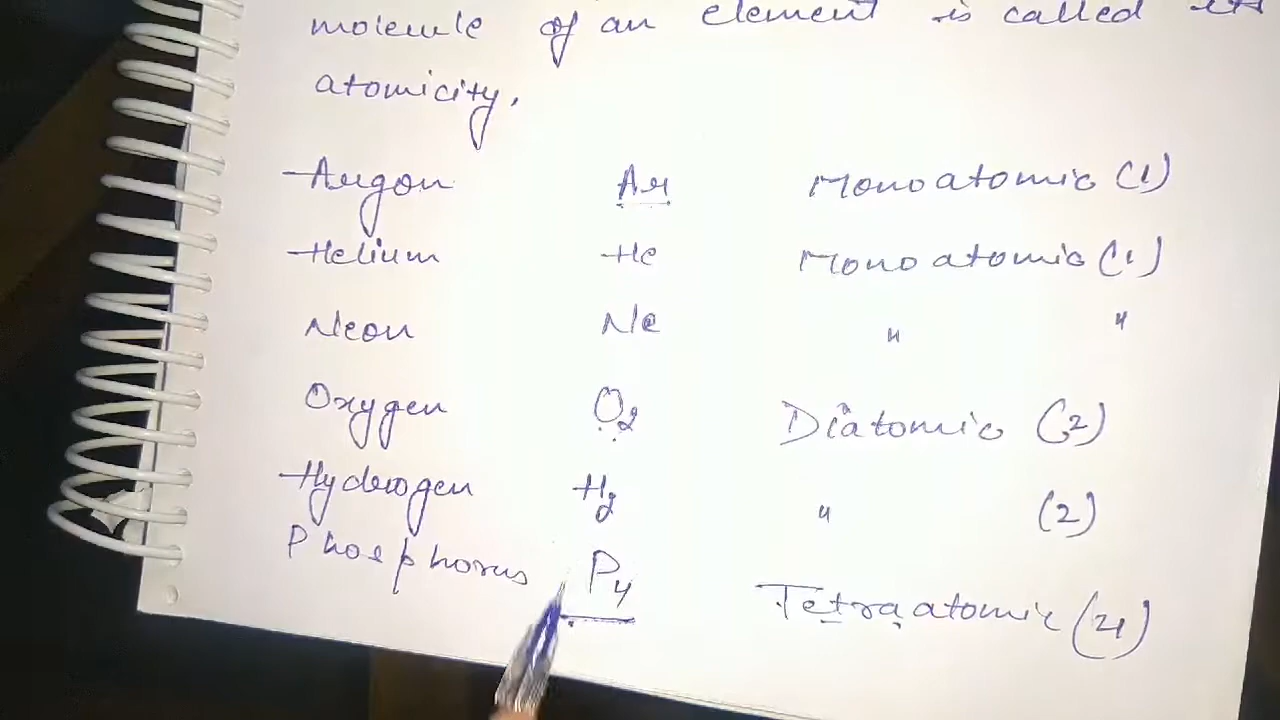 molecule of an element is called its
atomicity.
Argon Ar Monoatomic (1)
Helium He Monoatomic (1)
Neon Ne " "
Oxygen O2 Diatomic (2)
Hydrogen H2 " (2)
Phosphorus P4 Tetraatomic (4)